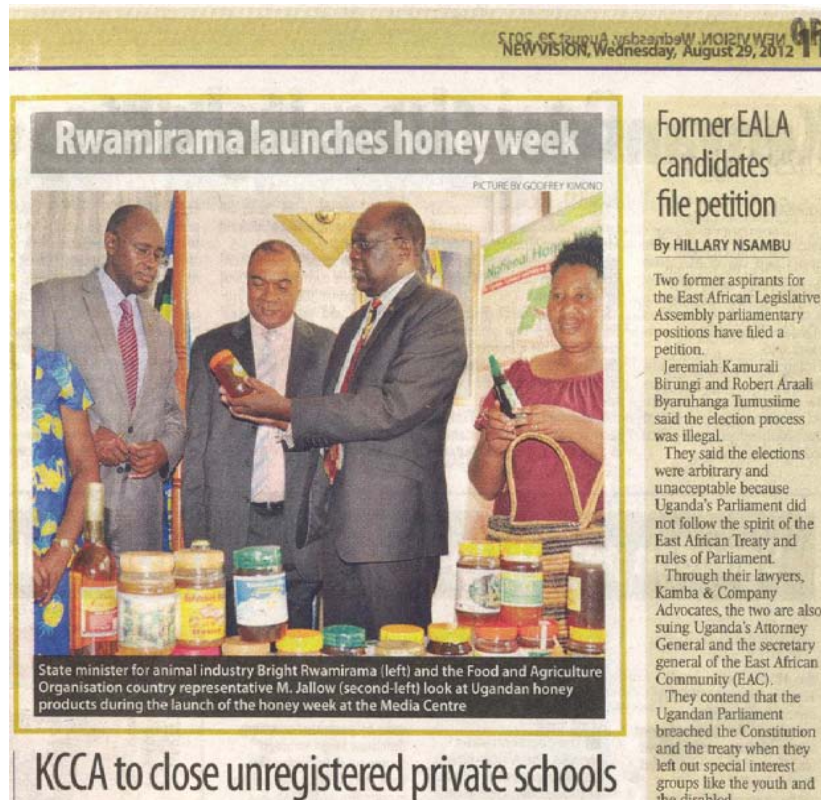 NEW VISION, Wednesday, August 29, 2012
Rwamirama launches honey week
PICTURE BY GODFREY KIMONO
National Honey
State minister for animal industry Bright Rwamirama (left) and the Food and Agriculture
Organisation country representative M. Jallow (second-left) look at Ugandan honey
products during the launch of the honey week at the Media Centre
KCCA to close unregistered private schools
Former EALA
candidates
file petition
By HILLARY NSAMBU
Two former aspirants for
the East African Legislative
Assembly parliamentary
positions have filed a
petition.
Jeremiah Kamurali
Birungi and Robert Araali
Byaruhanga Tumusiime
said the election process
was illegal.
They said the elections
were arbitrary and
unacceptable because
Uganda's Parliament did
not follow the spirit of the
East African Treaty and
rules of Parliament.
Through their lawyers,
Kamba & Company
Advocates, the two are also
suing Uganda's Attorney
General and the secretary
general of the East African
Community (EAC).
They contend that the
Ugandan Parliament
breached the Constitution
and the treaty when they
left out special interest
groups like the youth and
the disabled